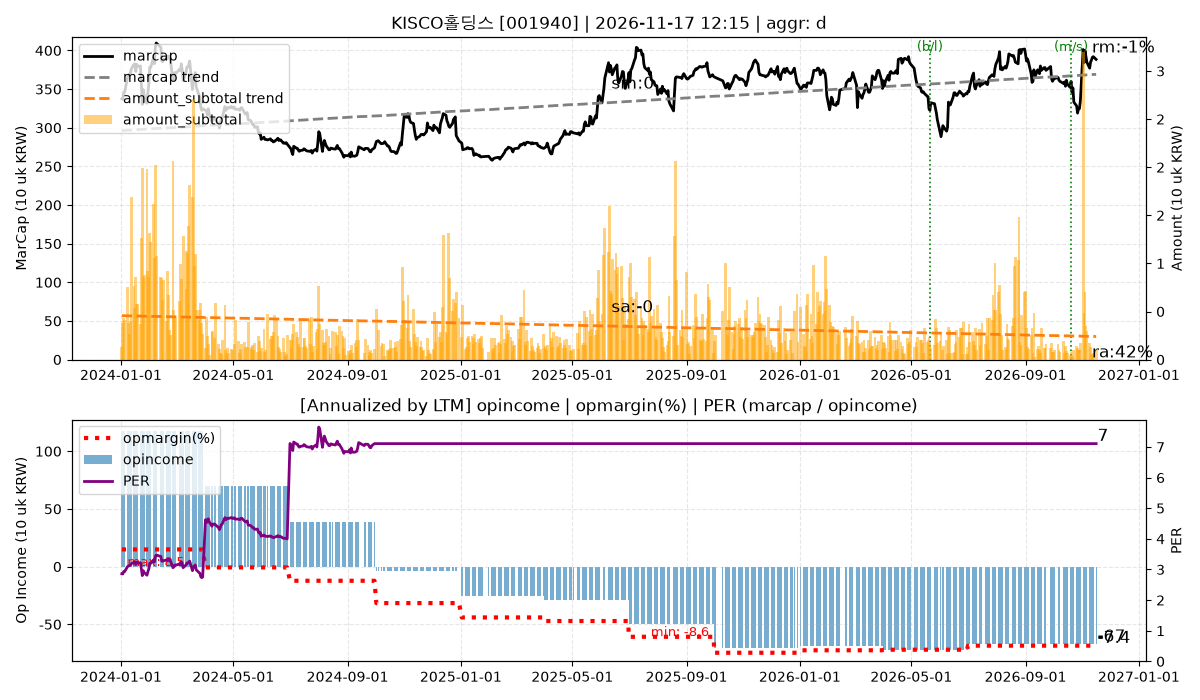 KISCO홀딩스 [001940] | 2026-11-17 12:15 | aggr: d
marcap
marcap trend
amount_subtotal trend
amount_subtotal
(b/l)
(m/s)
rm:-1%
sm:0
sa:-0
ra:42%
MarCap (10 uk KRW)
400
350
300
250
200
150
100
50
0
Amount (10 uk KRW)
3
2
2
2
1
0
0
2024-01-01
2024-05-01
2024-09-01
2025-01-01
2025-05-01
2025-09-01
2026-01-01
2026-05-01
2026-09-01
2027-01-01
[Annualized by LTM] opincome | opmargin(%) | PER (marcap / opincome)
opmargin(%)
opincome
PER
7
min: -8.6
Op Income (10 uk KRW)
100
50
0
-50
PER
7
6
5
4
3
2
1
0
2024-01-01
2024-05-01
2024-09-01
2025-01-01
2025-05-01
2025-09-01
2026-01-01
2026-05-01
2026-09-01
2027-01-01